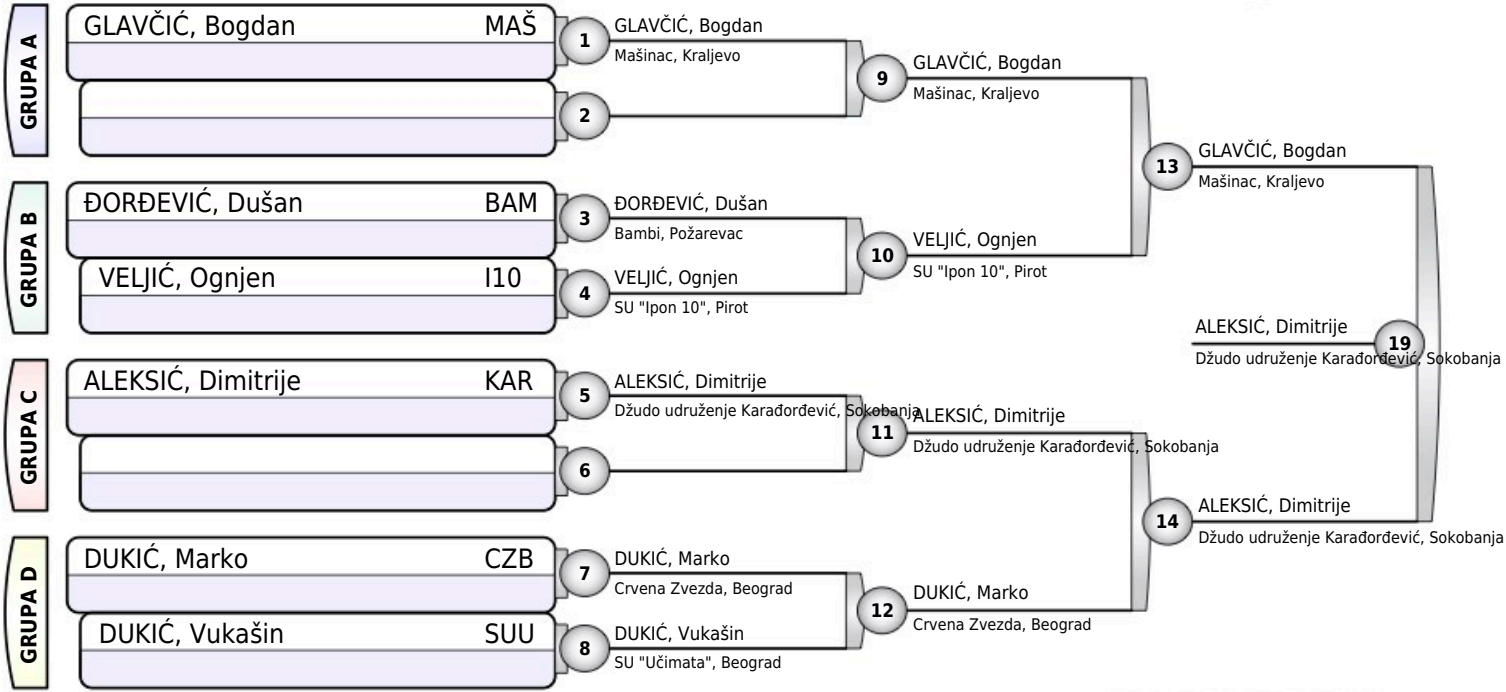 GRUPA A
GLAVČIĆ, Bogdan MAŠ
1
GLAVČIĆ, Bogdan
Mašinac, Kraljevo
2
9
GLAVČIĆ, Bogdan
Mašinac, Kraljevo
GRUPA B
ĐORĐEVIĆ, Dušan BAM
3
ĐORĐEVIĆ, Dušan
Bambi, Požarevac
VELJIĆ, Ognjen I10
4
VELJIĆ, Ognjen
SU "Ipon 10", Pirot
10
VELJIĆ, Ognjen
SU "Ipon 10", Pirot
13
GLAVČIĆ, Bogdan
Mašinac, Kraljevo
GRUPA C
ALEKSIĆ, Dimitrije KAR
5
ALEKSIĆ, Dimitrije
Džudo udruženje Karađorđević, Sokobanja
6
11
ALEKSIĆ, Dimitrije
Džudo udruženje Karađorđević, Sokobanja
GRUPA D
DUKIĆ, Marko CZB
7
DUKIĆ, Marko
Crvena Zvezda, Beograd
DUKIĆ, Vukašin SUU
8
DUKIĆ, Vukašin
SU "Učimata", Beograd
12
DUKIĆ, Marko
Crvena Zvezda, Beograd
14
ALEKSIĆ, Dimitrije
Džudo udruženje Karađorđević, Sokobanja
ALEKSIĆ, Dimitrije
19
Džudo udruženje Karađorđević, Sokobanja